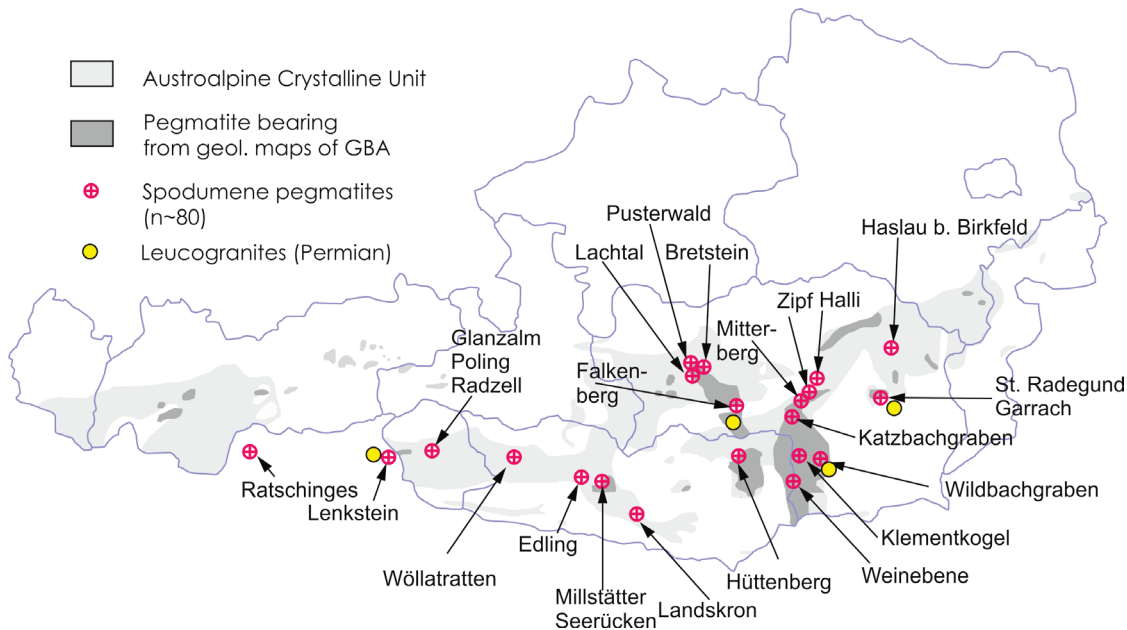 Austroalpine Crystalline Unit
Pegmatite bearing
from geol. maps of GBA
Spodumene pegmatites
(n~80)
Leucogranites (Permian)
Pusterwald
Lachtal
Bretstein
Haslau b. Birkfeld
Zipf
Halli
Mitter-
berg
Glanzalm
Poling
Radzell
Falken-
berg
St. Radegund
Garrach
Katzbachgraben
Ratschinges
Lenkstein
Wildbachgraben
Edling
Klementkogel
Wöllatratten
Hüttenberg
Weinebene
Millstätter
Seerücken
Landskron